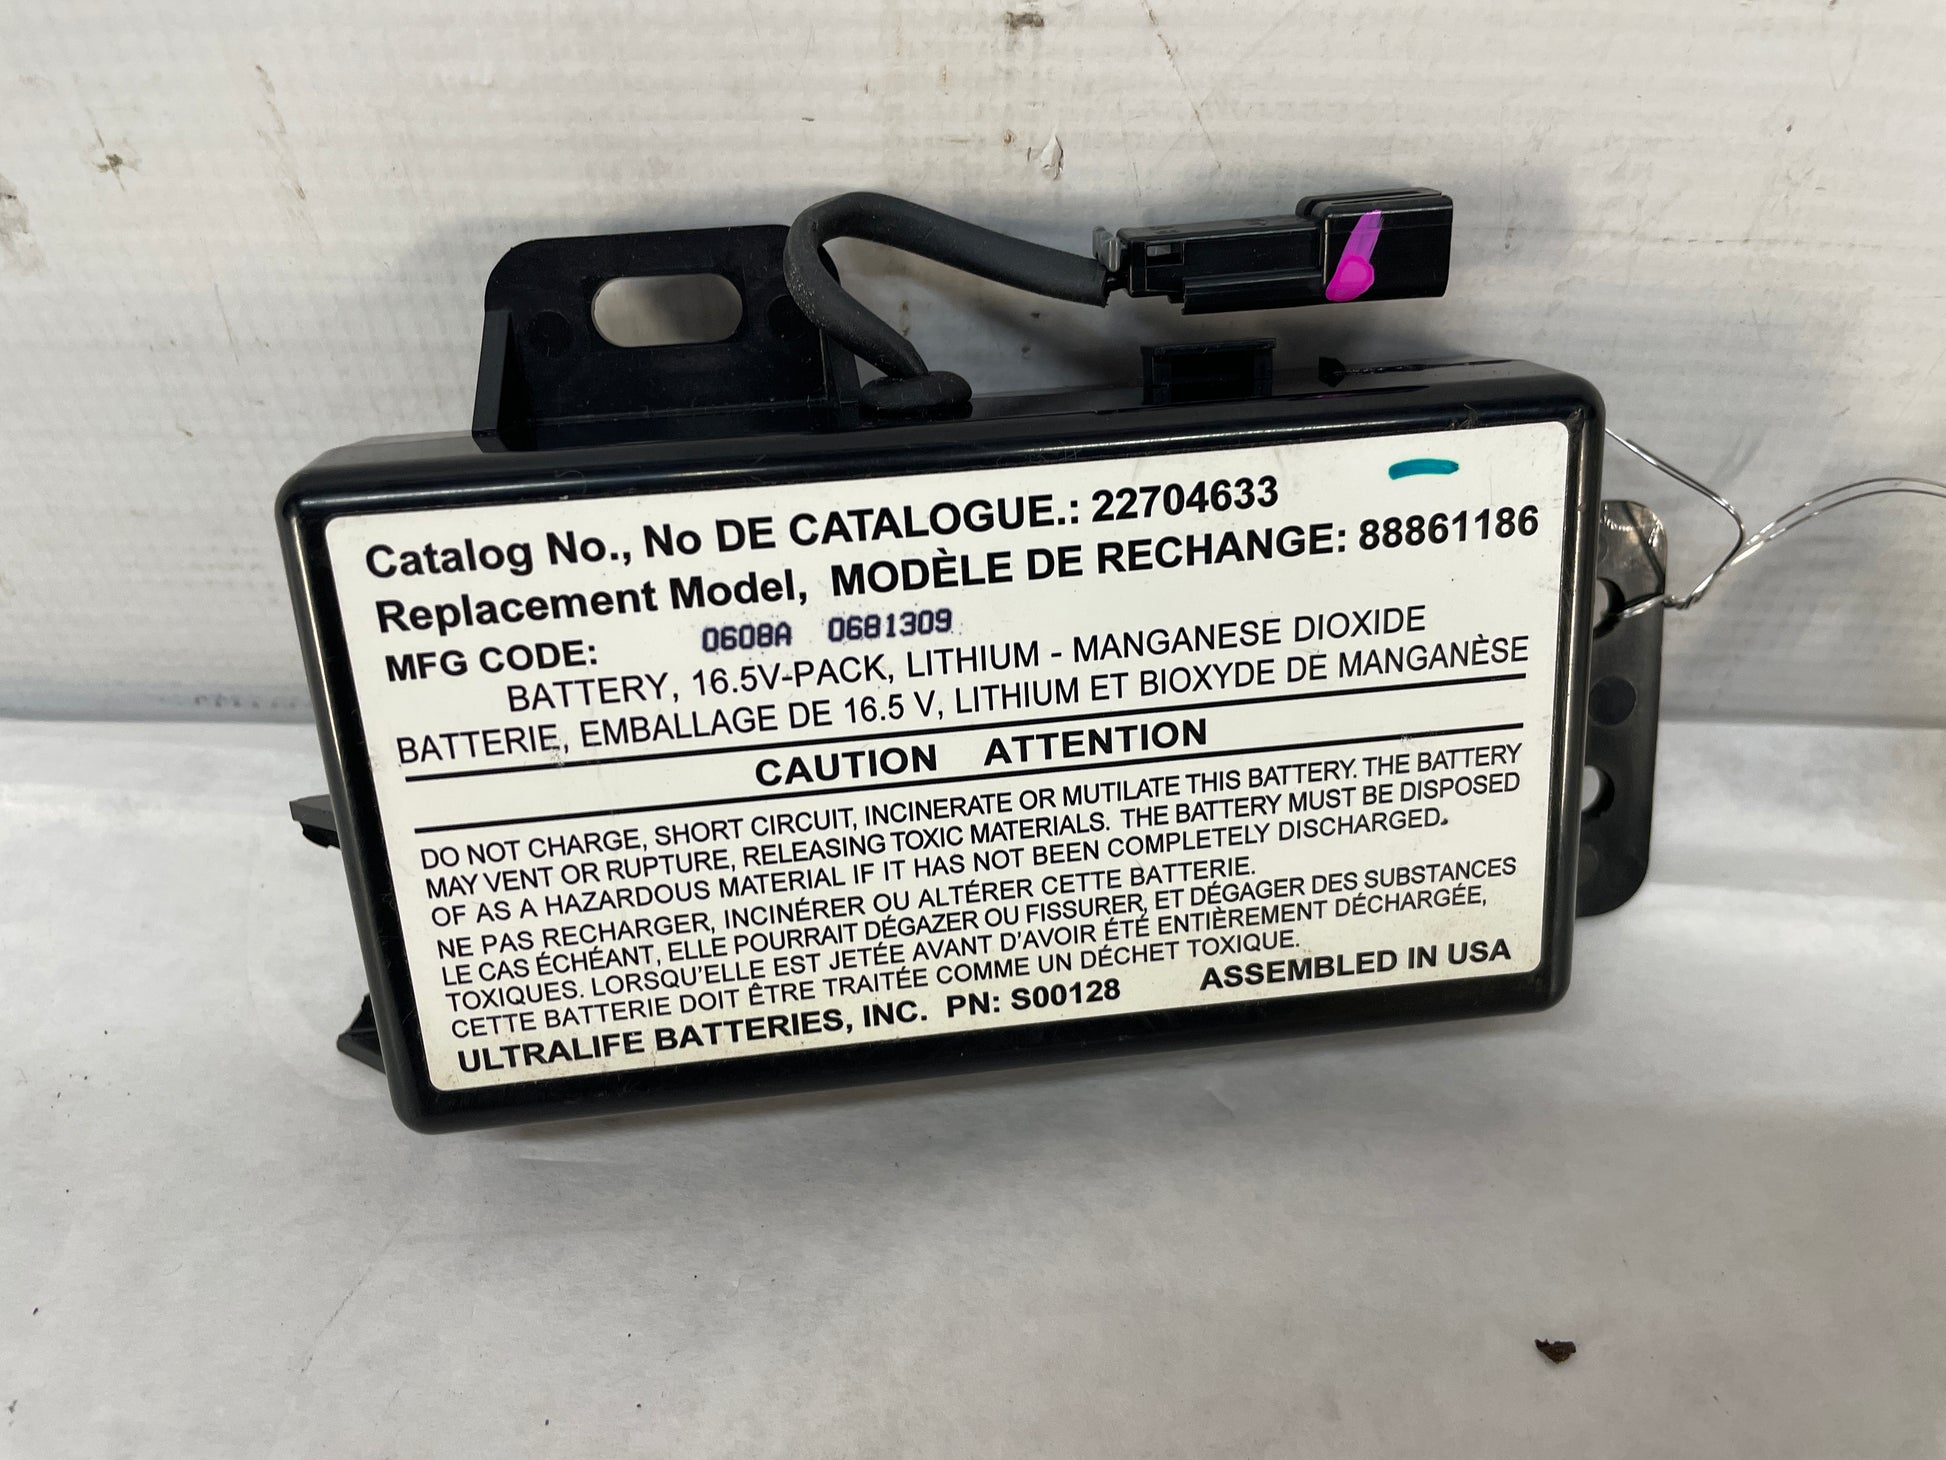 Catalog No., No DE CATALOGUE.: 22704633
Replacement Model, MODÈLE DE RECHANGE: 88861186
MFG CODE: 0608A 0681309
BATTERY, 16.5V-PACK, LITHIUM - MANGANESE DIOXIDE
BATTERIE, EMBALLAGE DE 16.5 V, LITHIUM ET BIOXYDE DE MANGANÈSE
CAUTION ATTENTION
DO NOT CHARGE, SHORT CIRCUIT, INCINERATE OR MUTILATE THIS BATTERY. THE BATTERY
MAY VENT OR RUPTURE, RELEASING TOXIC MATERIALS. THE BATTERY MUST BE DISPOSED
OF AS A HAZARDOUS MATERIAL IF IT HAS NOT BEEN COMPLETELY DISCHARGED.
NE PAS RECHARGER, INCINÉRER OU ALTÉRER CETTE BATTERIE.
LE CAS ÉCHÉANT, ELLE POURRAIT DÉGAZER OU FISSURER, ET DÉGAGER DES SUBSTANCES
TOXIQUES. LORSQU'ELLE EST JETÉE AVANT D'AVOIR ÉTÉ ENTIÈREMENT DÉCHARGÉE,
CETTE BATTERIE DOIT ÊTRE TRAITÉE COMME UN DÉCHET TOXIQUE.
ULTRALIFE BATTERIES, INC. PN: S00128 ASSEMBLED IN USA